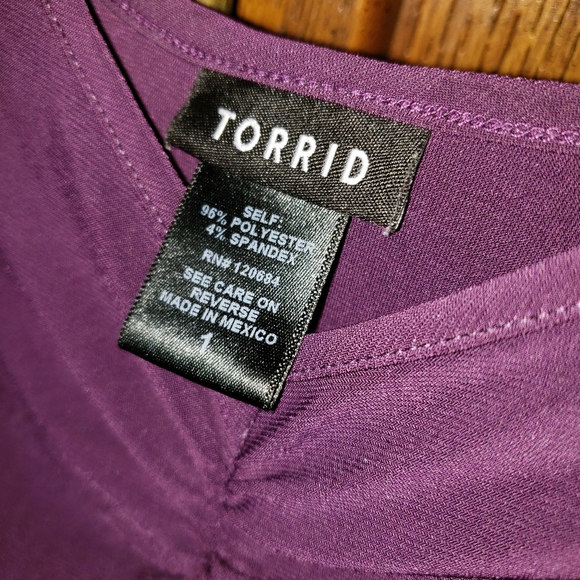 TORRID
SELF:
96% POLYESTER
4% SPANDEX
RN# 120684
SEE CARE ON
REVERSE
MADE IN MEXICO
1